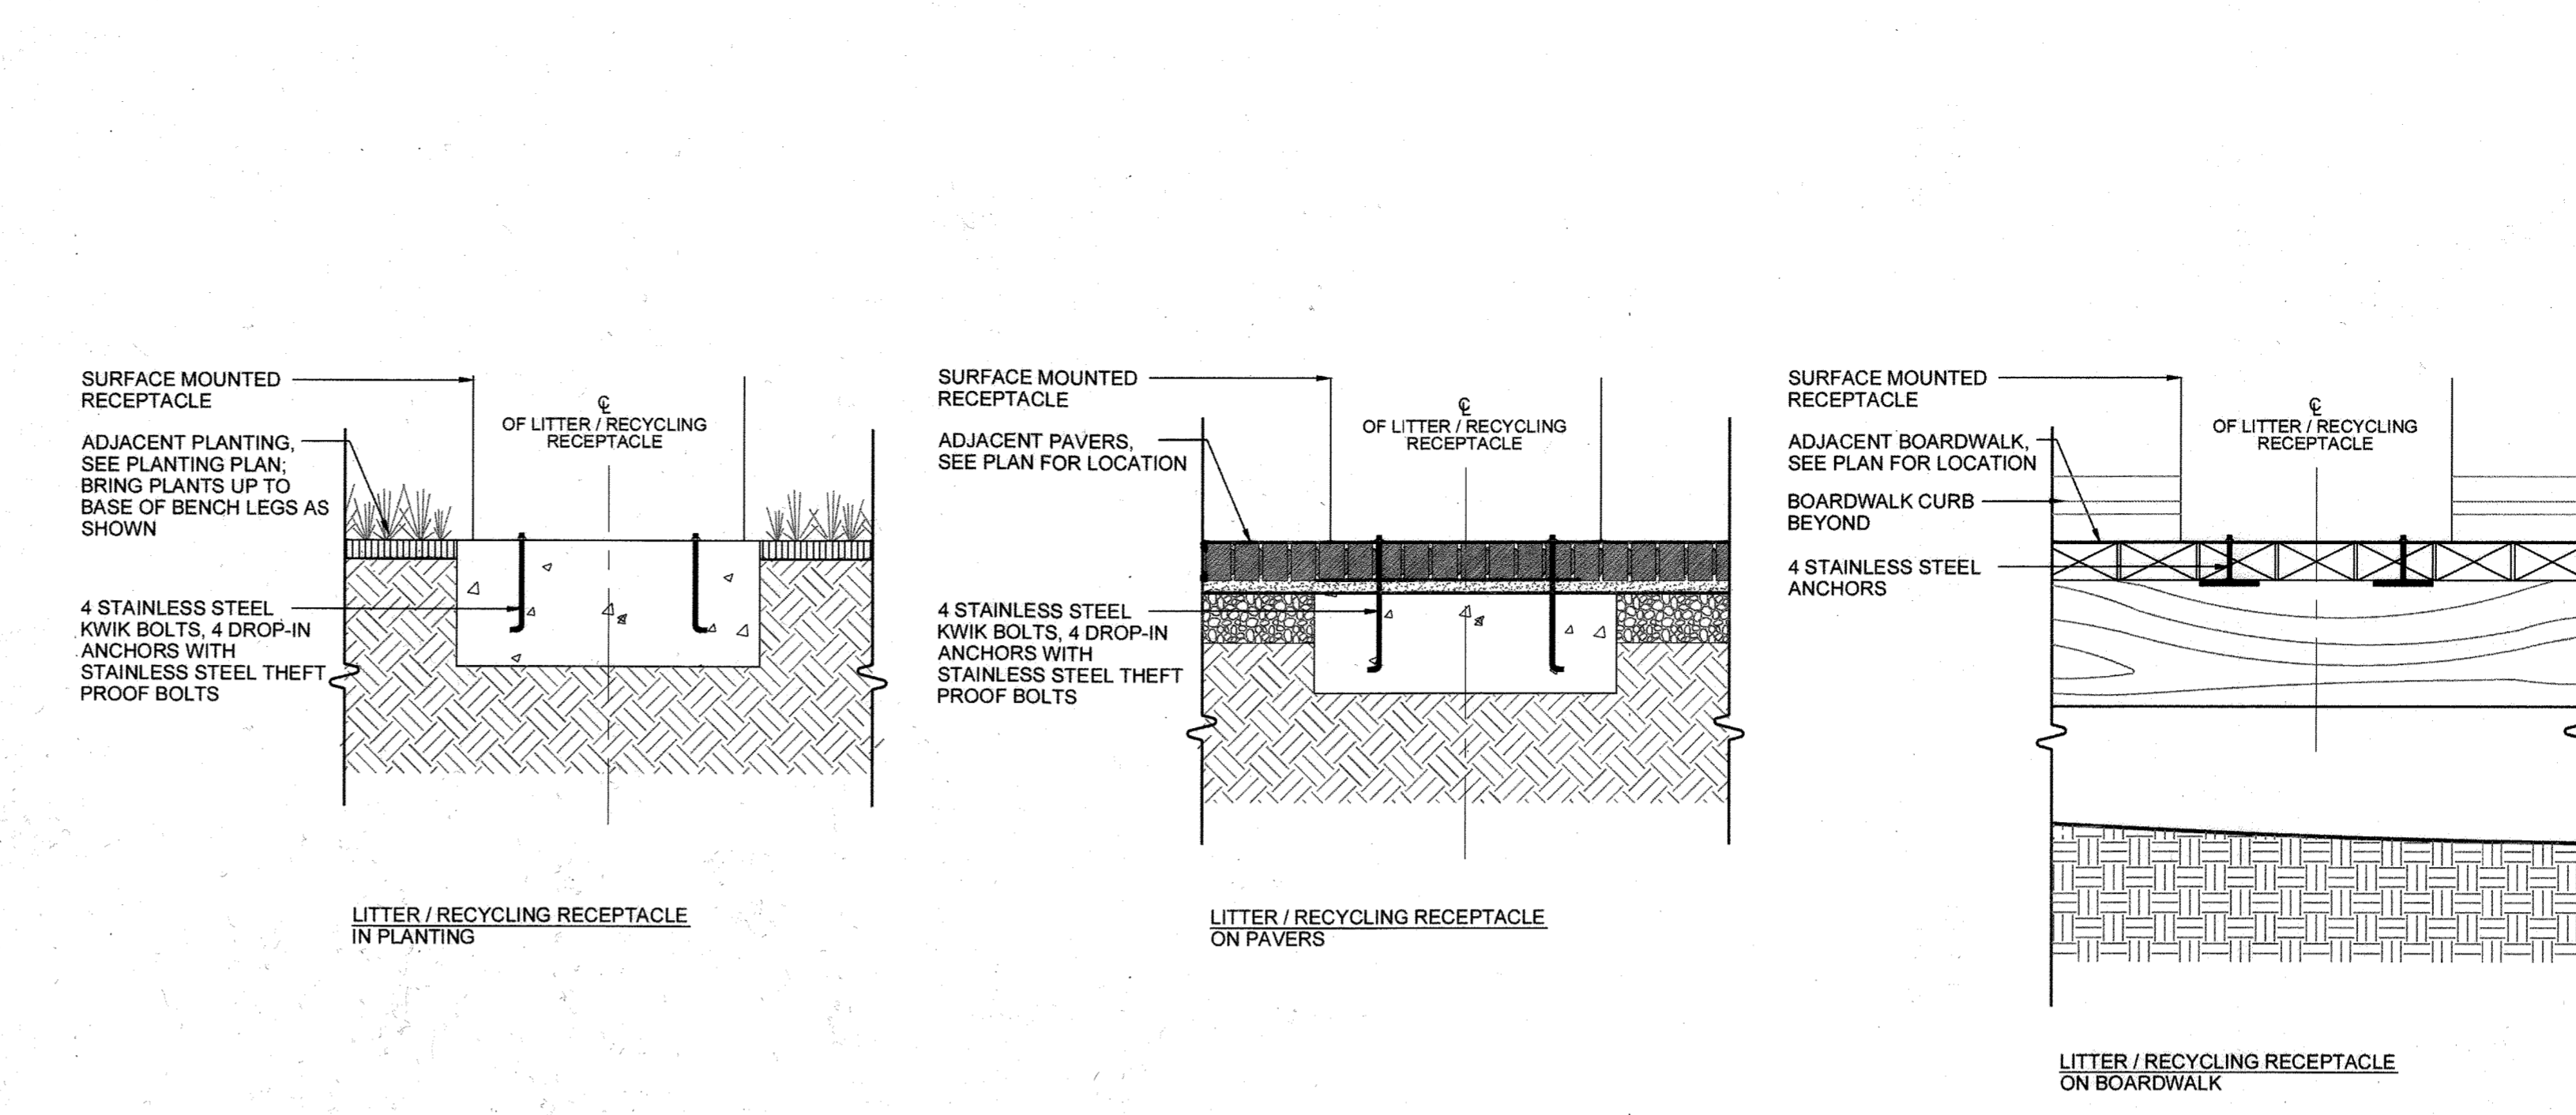 SURFACE MOUNTED
RECEPTACLE
℄
OF LITTER / RECYCLING
RECEPTACLE
ADJACENT PLANTING,
SEE PLANTING PLAN;
BRING PLANTS UP TO
BASE OF BENCH LEGS AS
SHOWN
4 STAINLESS STEEL
KWIK BOLTS, 4 DROP-IN
ANCHORS WITH
STAINLESS STEEL THEFT
PROOF BOLTS
LITTER / RECYCLING RECEPTACLE
IN PLANTING
SURFACE MOUNTED
RECEPTACLE
℄
OF LITTER / RECYCLING
RECEPTACLE
ADJACENT PAVERS,
SEE PLAN FOR LOCATION
4 STAINLESS STEEL
KWIK BOLTS, 4 DROP-IN
ANCHORS WITH
STAINLESS STEEL THEFT
PROOF BOLTS
LITTER / RECYCLING RECEPTACLE
ON PAVERS
SURFACE MOUNTED
RECEPTACLE
℄
OF LITTER / RECYCLING
RECEPTACLE
ADJACENT BOARDWALK,
SEE PLAN FOR LOCATION
BOARDWALK CURB
BEYOND
4 STAINLESS STEEL
ANCHORS
LITTER / RECYCLING RECEPTACLE
ON BOARDWALK